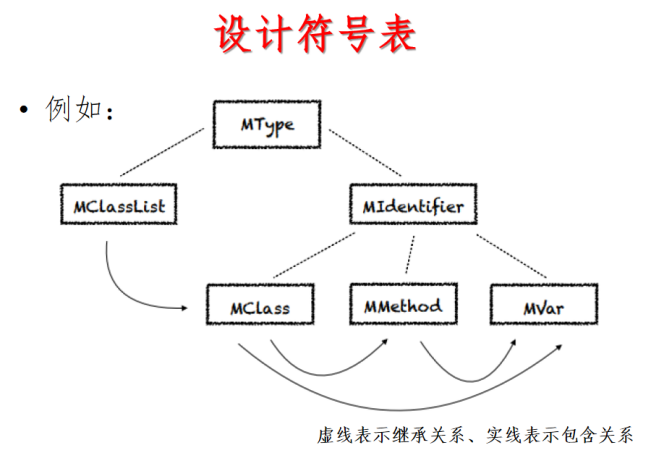 设计符号表
• 例如：
MType
MClassList
MIdentifier
MClass
MMethod
MVar
虚线表示继承关系、实线表示包含关系